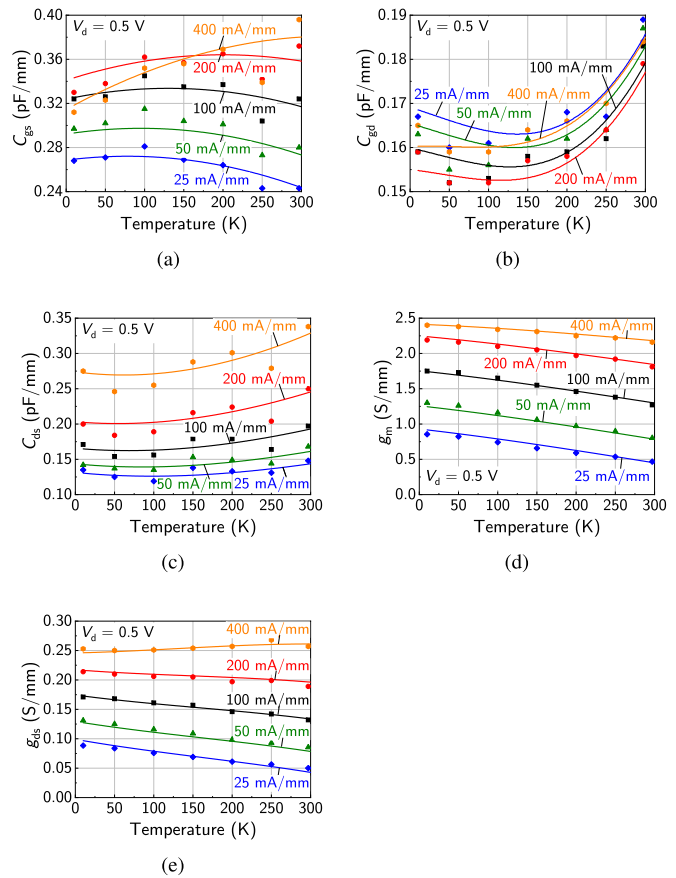 V_d = 0.5 V
400 mA/mm
200 mA/mm
100 mA/mm
50 mA/mm
25 mA/mm
0.40
0.36
0.32
0.28
0.24
C_gs (pF/mm)
0 50 100 150 200 250 300
Temperature (K)
(a)
V_d = 0.5 V
100 mA/mm
25 mA/mm
400 mA/mm
50 mA/mm
200 mA/mm
0.19
0.18
0.17
0.16
0.15
C_gd (pF/mm)
0 50 100 150 200 250 300
Temperature (K)
(b)
V_d = 0.5 V
400 mA/mm
200 mA/mm
100 mA/mm
50 mA/mm
25 mA/mm
0.35
0.30
0.25
0.20
0.15
0.10
C_ds (pF/mm)
0 50 100 150 200 250 300
Temperature (K)
(c)
400 mA/mm
200 mA/mm
100 mA/mm
50 mA/mm
25 mA/mm
V_d = 0.5 V
2.5
2.0
1.5
1.0
0.5
0.0
g_m (S/mm)
0 50 100 150 200 250 300
Temperature (K)
(d)
V_d = 0.5 V
400 mA/mm
200 mA/mm
100 mA/mm
50 mA/mm
25 mA/mm
0.30
0.25
0.20
0.15
0.10
0.05
0.00
g_ds (S/mm)
0 50 100 150 200 250 300
Temperature (K)
(e)